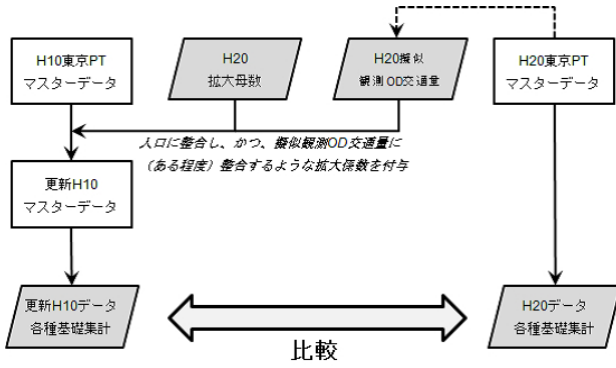 H10東京PT
マスターデータ
H20
拡大母数
H20擬似
観測OD交通量
H20東京PT
マスターデータ
人口に整合し、かつ、擬似観測OD交通量に
（ある程度）整合するような拡大係数を付与
更新H10
マスターデータ
更新H10データ
各種基礎集計
H20データ
各種基礎集計
比較